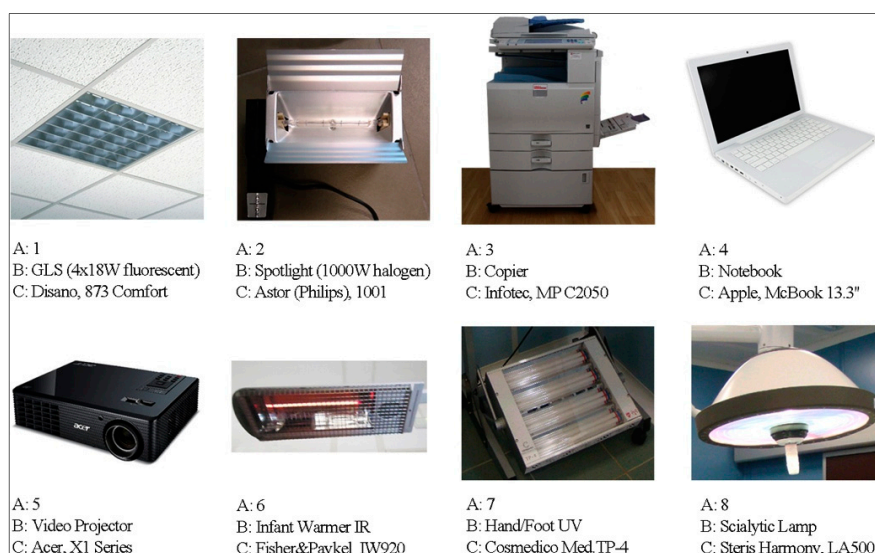 A: 1
B: GLS (4x18W fluorescent)
C: Disano, 873 Comfort
A: 2
B: Spotlight (1000W halogen)
C: Astor (Philips), 1001
A: 3
B: Copier
C: Infotec, MP C2050
A: 4
B: Notebook
C: Apple, McBook 13.3"
acer
A: 5
B: Video Projector
C: Acer, X1 Series
A: 6
B: Infant Warmer IR
C: Fisher&Paykel IW920
A: 7
B: Hand/Foot UV
C: Cosmedico Med.TP-4
A: 8
B: Scialytic Lamp
C: Steris Harmony, LA500